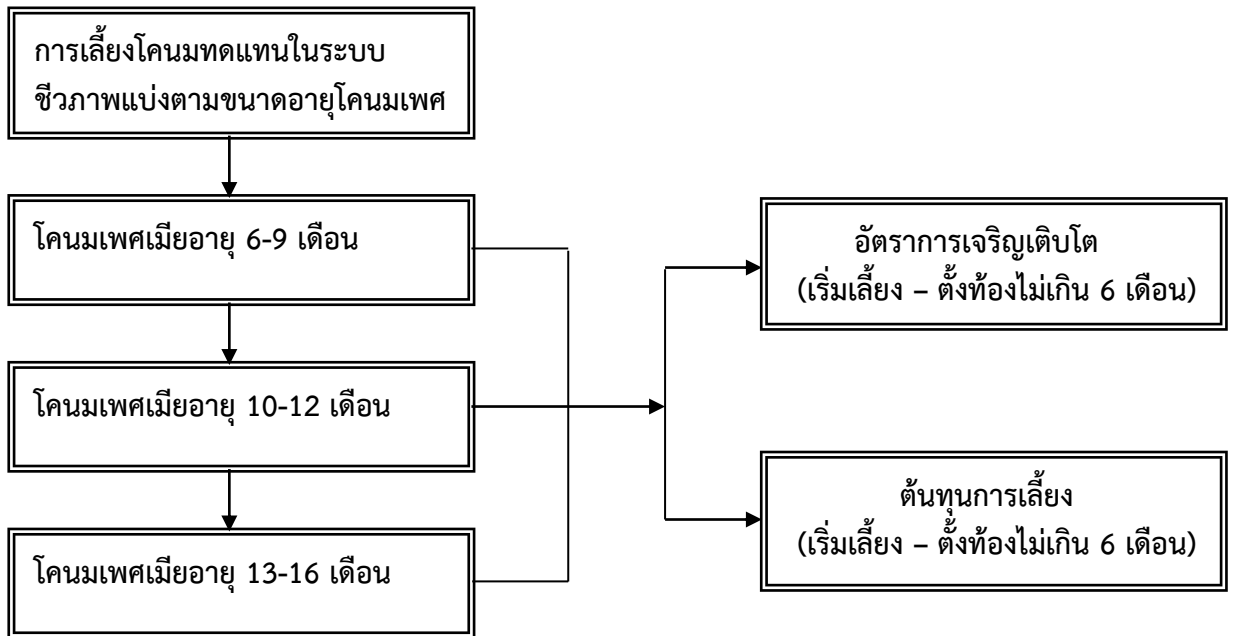 การเลี้ยงโคนมทดแทนในระบบ
ชีวภาพแบ่งตามขนาดอายุโคนมเพศ
โคนมเพศเมียอายุ 6-9 เดือน
โคนมเพศเมียอายุ 10-12 เดือน
โคนมเพศเมียอายุ 13-16 เดือน
อัตราการเจริญเติบโต
(เริ่มเลี้ยง – ตั้งท้องไม่เกิน 6 เดือน)
ต้นทุนการเลี้ยง
(เริ่มเลี้ยง – ตั้งท้องไม่เกิน 6 เดือน)